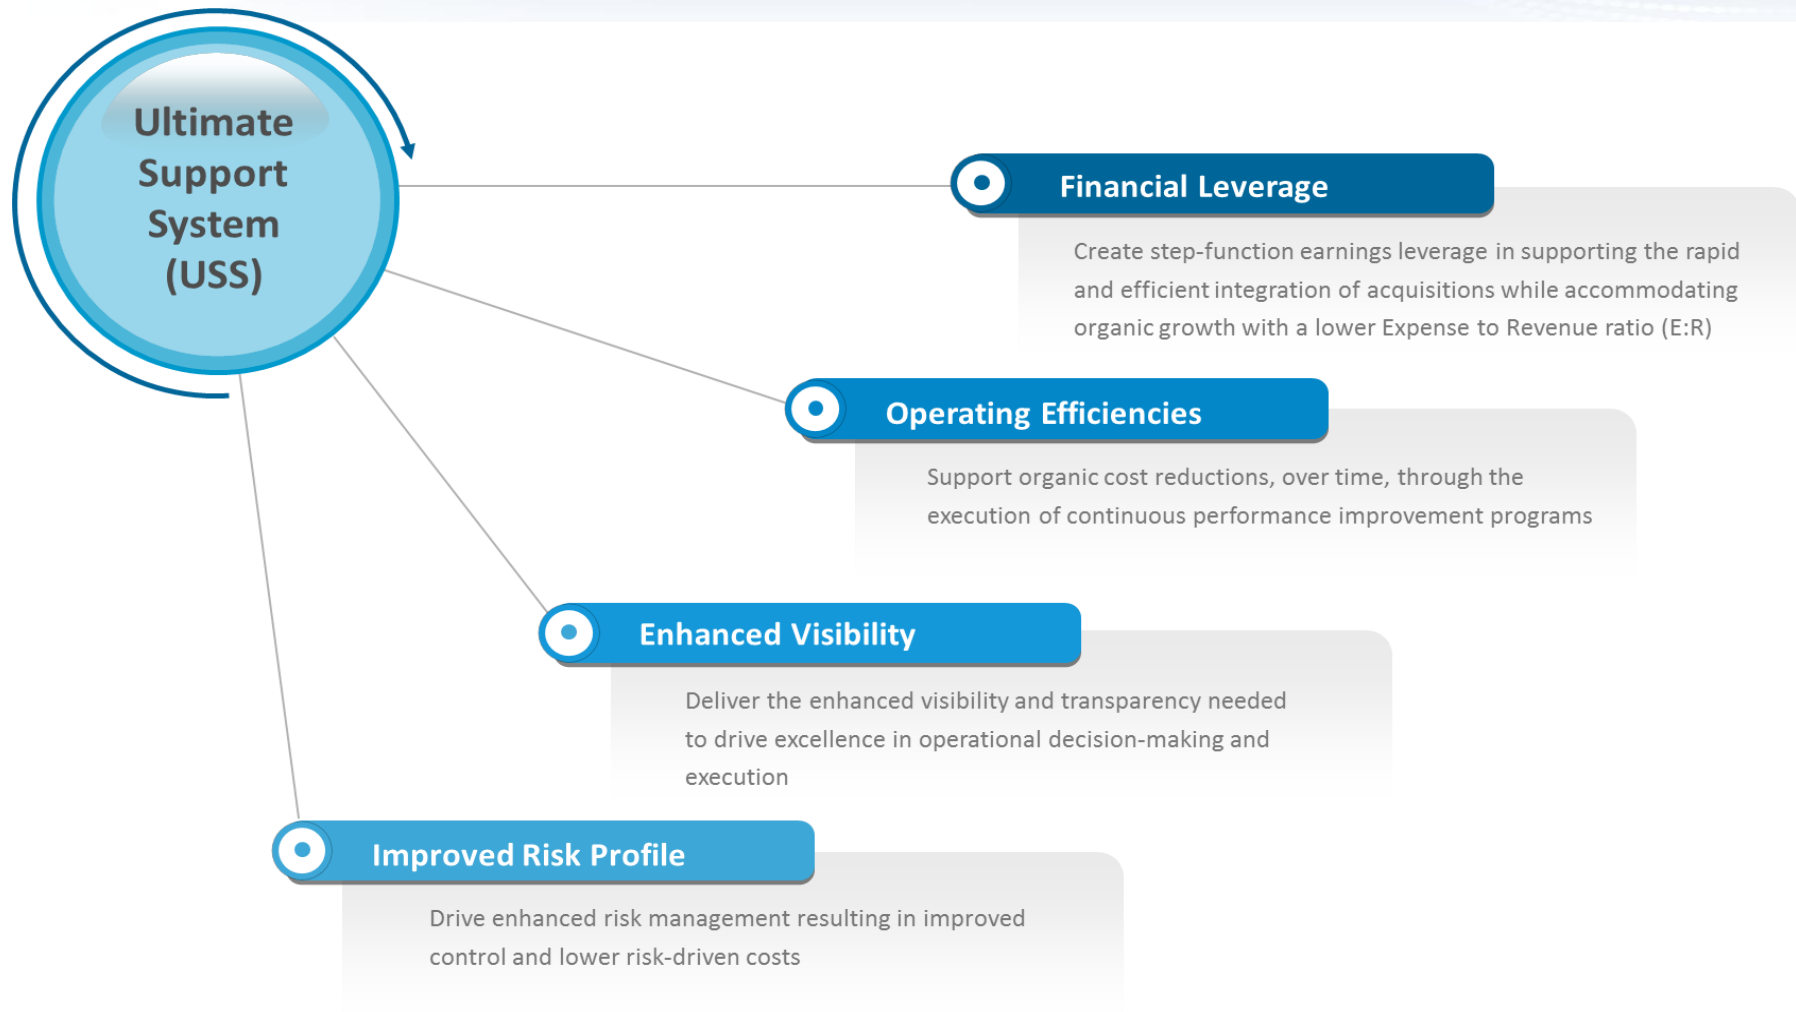 Ultimate
Support
System
(USS)
Financial Leverage
Create step-function earnings leverage in supporting the rapid
and efficient integration of acquisitions while accommodating
organic growth with a lower Expense to Revenue ratio (E:R)
Operating Efficiencies
Support organic cost reductions, over time, through the
execution of continuous performance improvement programs
Enhanced Visibility
Deliver the enhanced visibility and transparency needed
to drive excellence in operational decision-making and
execution
Improved Risk Profile
Drive enhanced risk management resulting in improved
control and lower risk-driven costs